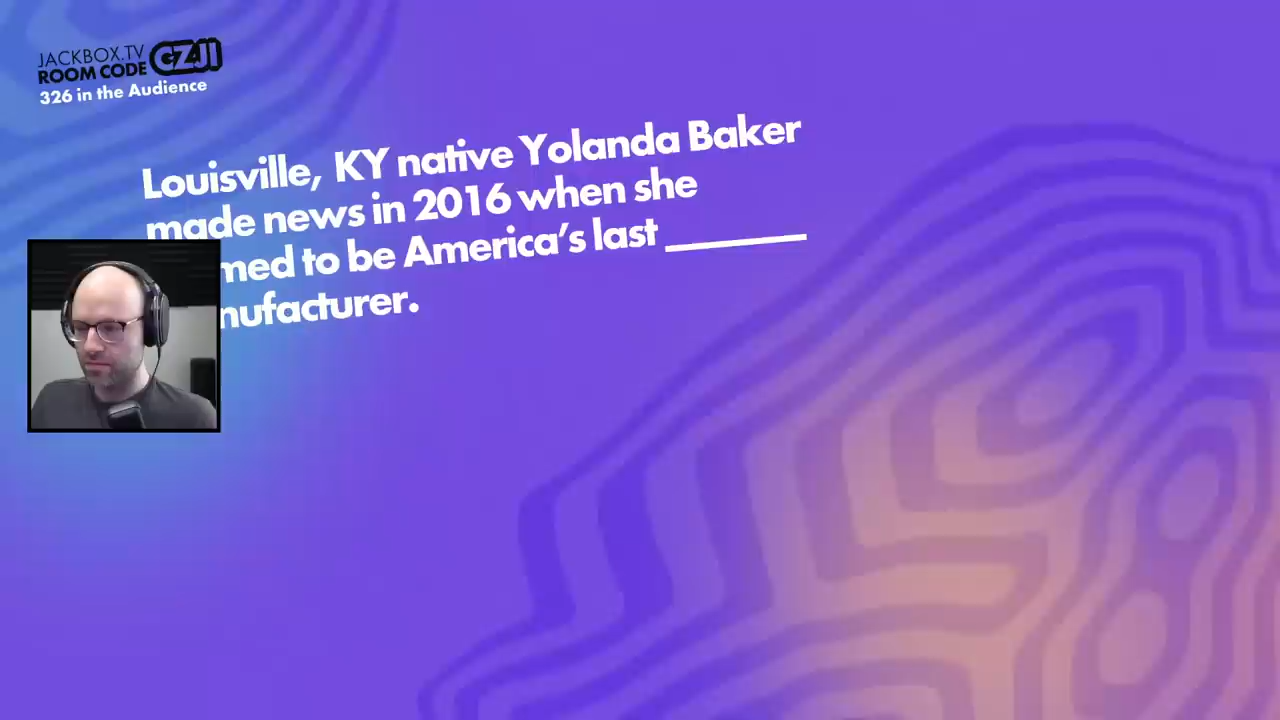 JACKBOX.TV
ROOM CODE GZJI
326 in the Audience
Louisville, KY native Yolanda Baker
made news in 2016 when she
med to be America's last ______
nufacturer.